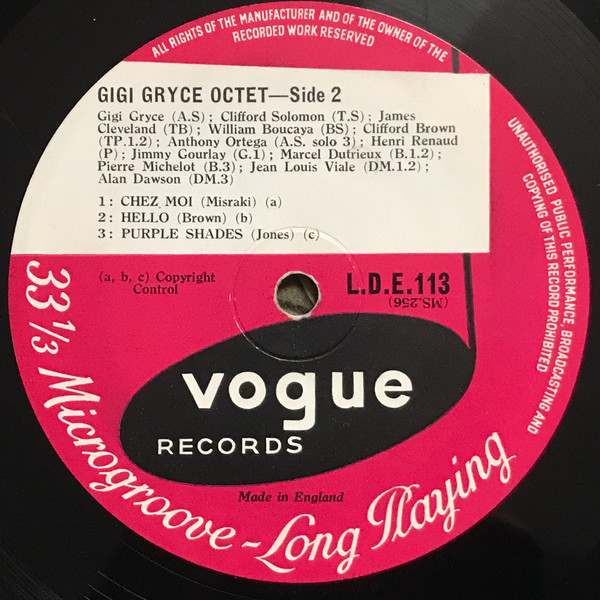 ALL RIGHTS OF THE MANUFACTURER AND OF THE OWNER OF THE
RECORDED WORK RESERVED
GIGI GRYCE OCTET—Side 2
Gigi Gryce (A.S) ; Clifford Solomon (T.S) ; James
Cleveland (TB) ; William Boucaya (BS) ; Clifford Brown
(TP.1.2) ; Anthony Ortega (A.S. solo 3) ; Henri Renaud
(P) ; Jimmy Gourlay (G.1) ; Marcel Dutrieux (B.1.2) ;
Pierre Michelot (B.3) ; Jean Louis Viale (DM.1.2) ;
Alan Dawson (DM.3)
1 : CHEZ MOI (Misraki) (a)
2 : HELLO (Brown) (b)
3 : PURPLE SHADES (Jones) (c)
(a, b, c) Copyright
Control
L.D.E.113
(MS.256)
UNAUTHORISED PUBLIC PERFORMANCE, BROADCASTING AND
COPYING OF THIS RECORD PROHIBITED
vogue
RECORDS
Made in England
33 1/3 Microgroove - Long Playing